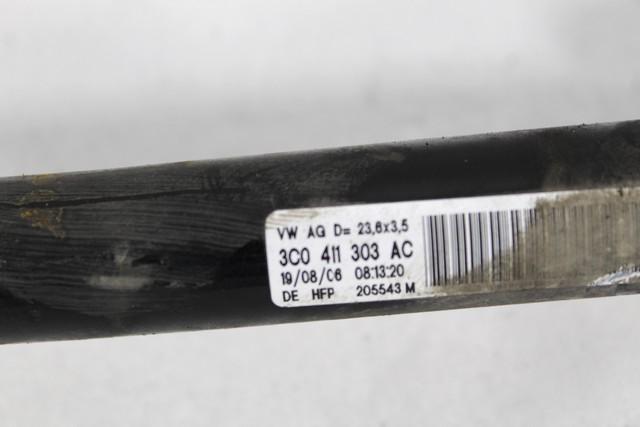 VW AG D= 23,6x3,5
3C0 411 303 AC
19/08/06 08:13:20
DE HFP 205543 M